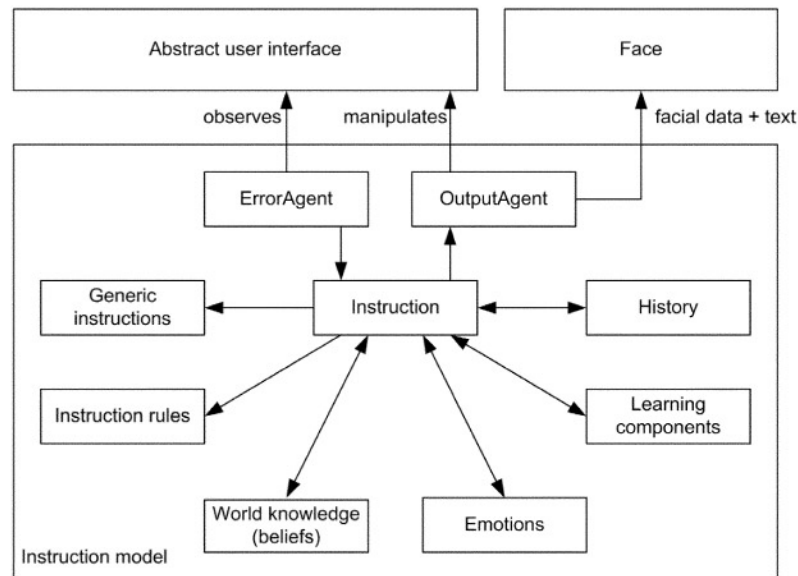 Abstract user interface
Face
observes
manipulates
facial data + text
ErrorAgent
OutputAgent
Generic
instructions
Instruction
History
Instruction rules
Learning
components
World knowledge
(beliefs)
Emotions
Instruction model